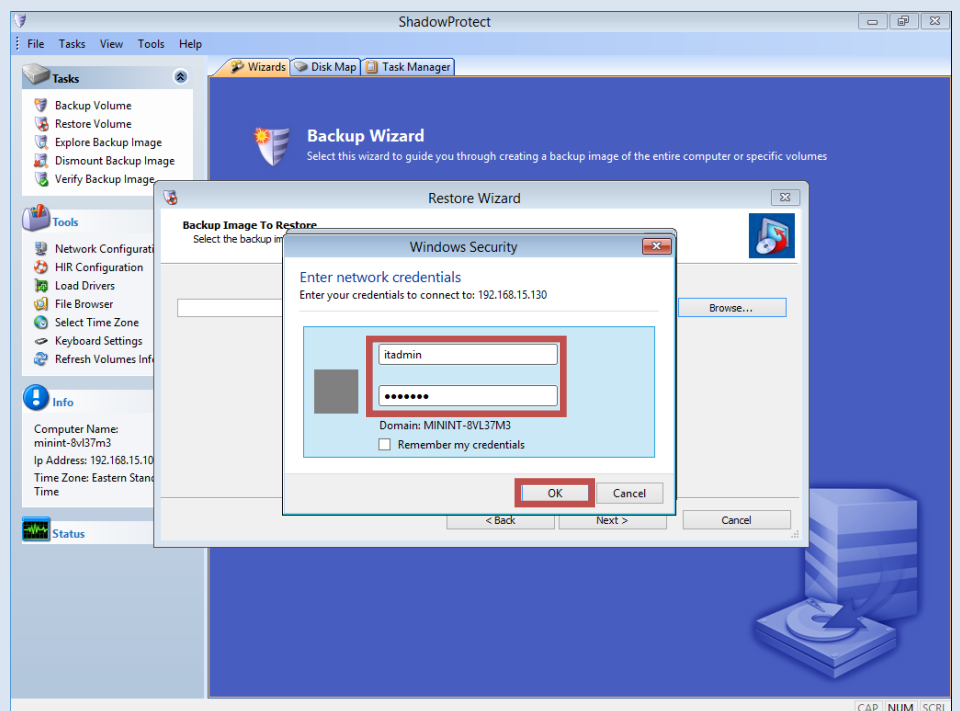 ShadowProtect
File Tasks View Tools Help
Wizards Disk Map Task Manager
Tasks
Backup Volume
Restore Volume
Explore Backup Image
Dismount Backup Image
Verify Backup Image
Tools
Network Configurati
HIR Configuration
Load Drivers
File Browser
Select Time Zone
Keyboard Settings
Refresh Volumes Inf
Info
Computer Name:
minint-8vl37m3
Ip Address: 192.168.15.10
Time Zone: Eastern Stand
Time
Status
Backup Wizard
Select this wizard to guide you through creating a backup image of the entire computer or specific volumes
Restore Wizard
Backup Image To Restore
Select the backup im
Browse...
< Back Next > Cancel
Windows Security
Enter network credentials
Enter your credentials to connect to: 192.168.15.130
itadmin
●●●●●●●
Domain: MININT-8VL37M3
Remember my credentials
OK Cancel
CAP NUM SCRL